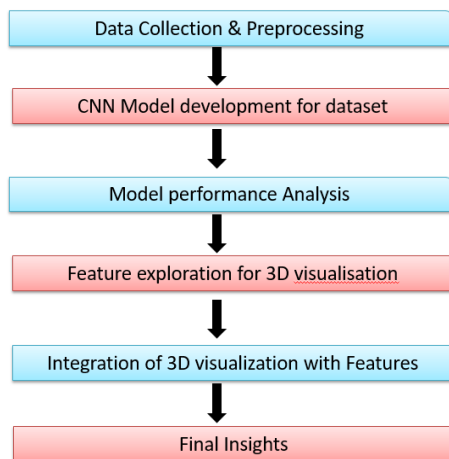 Data Collection & Preprocessing
CNN Model development for dataset
Model performance Analysis
Feature exploration for 3D visualisation
Integration of 3D visualization with Features
Final Insights